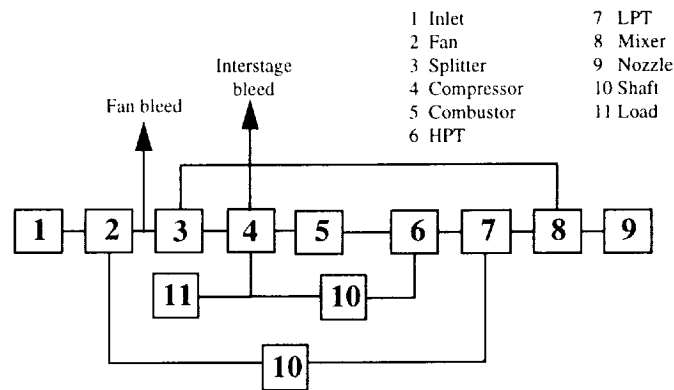 1 Inlet
2 Fan
3 Splitter
4 Compressor
5 Combustor
6 HPT
7 LPT
8 Mixer
9 Nozzle
10 Shaft
11 Load
Interstage
bleed
Fan bleed
1
2
3
4
5
6
7
8
9
11
10
10